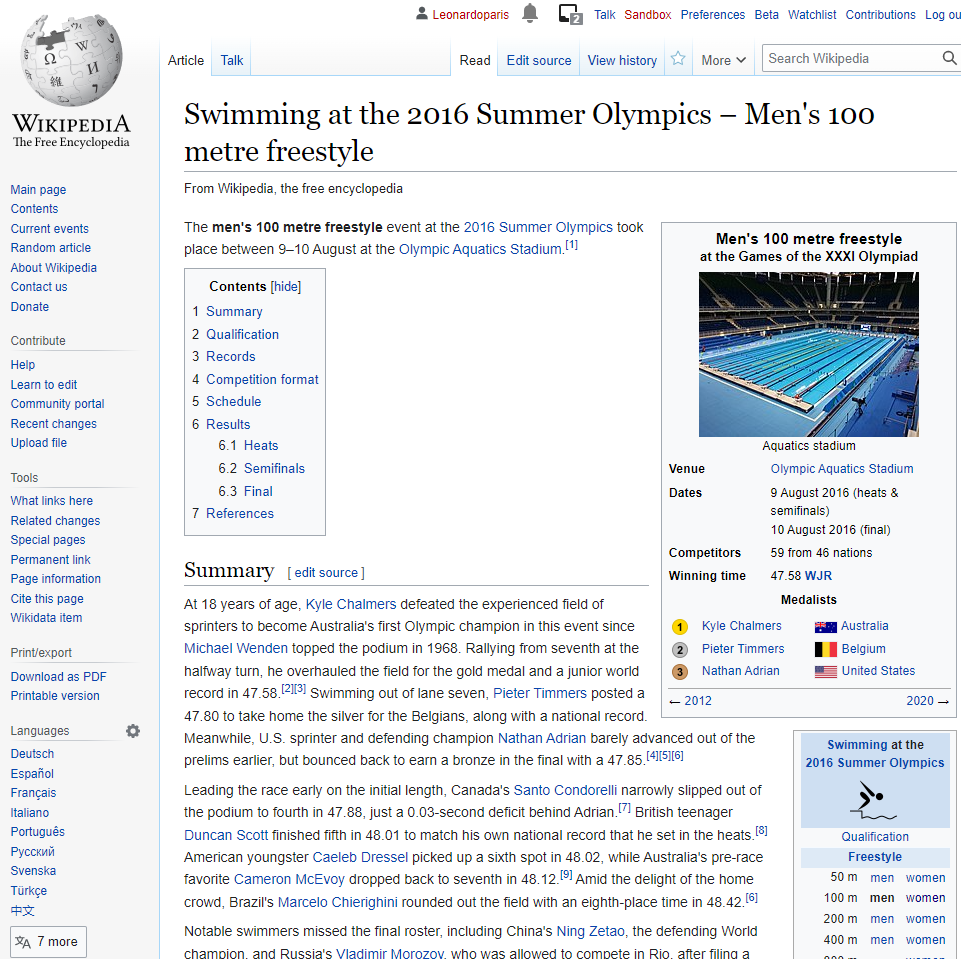 Leonardoparis 2 Talk Sandbox Preferences Beta Watchlist Contributions Log ou
Article Talk Read Edit source View history More Search Wikipedia
WIKIPEDIA
The Free Encyclopedia
Main page
Contents
Current events
Random article
About Wikipedia
Contact us
Donate
Contribute
Help
Learn to edit
Community portal
Recent changes
Upload file
Tools
What links here
Related changes
Special pages
Permanent link
Page information
Cite this page
Wikidata item
Print/export
Download as PDF
Printable version
Languages
Deutsch
Español
Français
Italiano
Português
Русский
Svenska
Türkçe
中文
7 more
Swimming at the 2016 Summer Olympics – Men's 100
metre freestyle
From Wikipedia, the free encyclopedia
The men's 100 metre freestyle event at the 2016 Summer Olympics took
place between 9–10 August at the Olympic Aquatics Stadium.[1]
Contents [hide]
1 Summary
2 Qualification
3 Records
4 Competition format
5 Schedule
6 Results
6.1 Heats
6.2 Semifinals
6.3 Final
7 References
Summary [ edit source ]
At 18 years of age, Kyle Chalmers defeated the experienced field of
sprinters to become Australia's first Olympic champion in this event since
Michael Wenden topped the podium in 1968. Rallying from seventh at the
halfway turn, he overhauled the field for the gold medal and a junior world
record in 47.58.[2][3] Swimming out of lane seven, Pieter Timmers posted a
47.80 to take home the silver for the Belgians, along with a national record.
Meanwhile, U.S. sprinter and defending champion Nathan Adrian barely advanced out of the
prelims earlier, but bounced back to earn a bronze in the final with a 47.85.[4][5][6]
Leading the race early on the initial length, Canada's Santo Condorelli narrowly slipped out of
the podium to fourth in 47.88, just a 0.03-second deficit behind Adrian.[7] British teenager
Duncan Scott finished fifth in 48.01 to match his own national record that he set in the heats.[8]
American youngster Caeleb Dressel picked up a sixth spot in 48.02, while Australia's pre-race
favorite Cameron McEvoy dropped back to seventh in 48.12.[9] Amid the delight of the home
crowd, Brazil's Marcelo Chierighini rounded out the field with an eighth-place time in 48.42.[6]
Notable swimmers missed the final roster, including China's Ning Zetao, the defending World
champion, and Russia's Vladimir Morozov, who was allowed to compete in Rio, after filing a
Men's 100 metre freestyle
at the Games of the XXXI Olympiad
Aquatics stadium
Venue Olympic Aquatics Stadium
Dates 9 August 2016 (heats &
semifinals)
10 August 2016 (final)
Competitors 59 from 46 nations
Winning time 47.58 WJR
Medalists
1 Kyle Chalmers Australia
2 Pieter Timmers Belgium
3 Nathan Adrian United States
← 2012 2020 →
Swimming at the
2016 Summer Olympics
Qualification
Freestyle
50 m men women
100 m men women
200 m men women
400 m men women